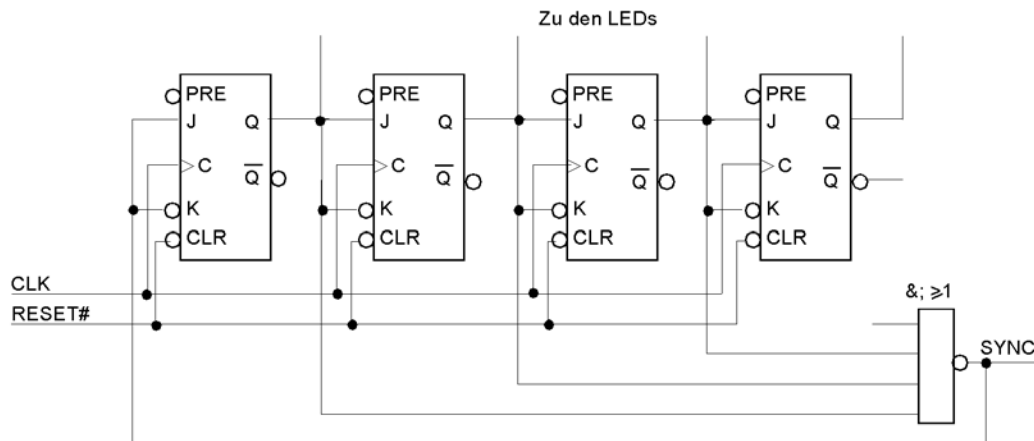 Zu den LEDs
PRE PRE PRE PRE
J Q J Q J Q J Q
C C C C
Q̅ Q̅ Q̅ Q̅
K K K K
CLR CLR CLR CLR
CLK
&; ⩾1
RESET#
SYNC